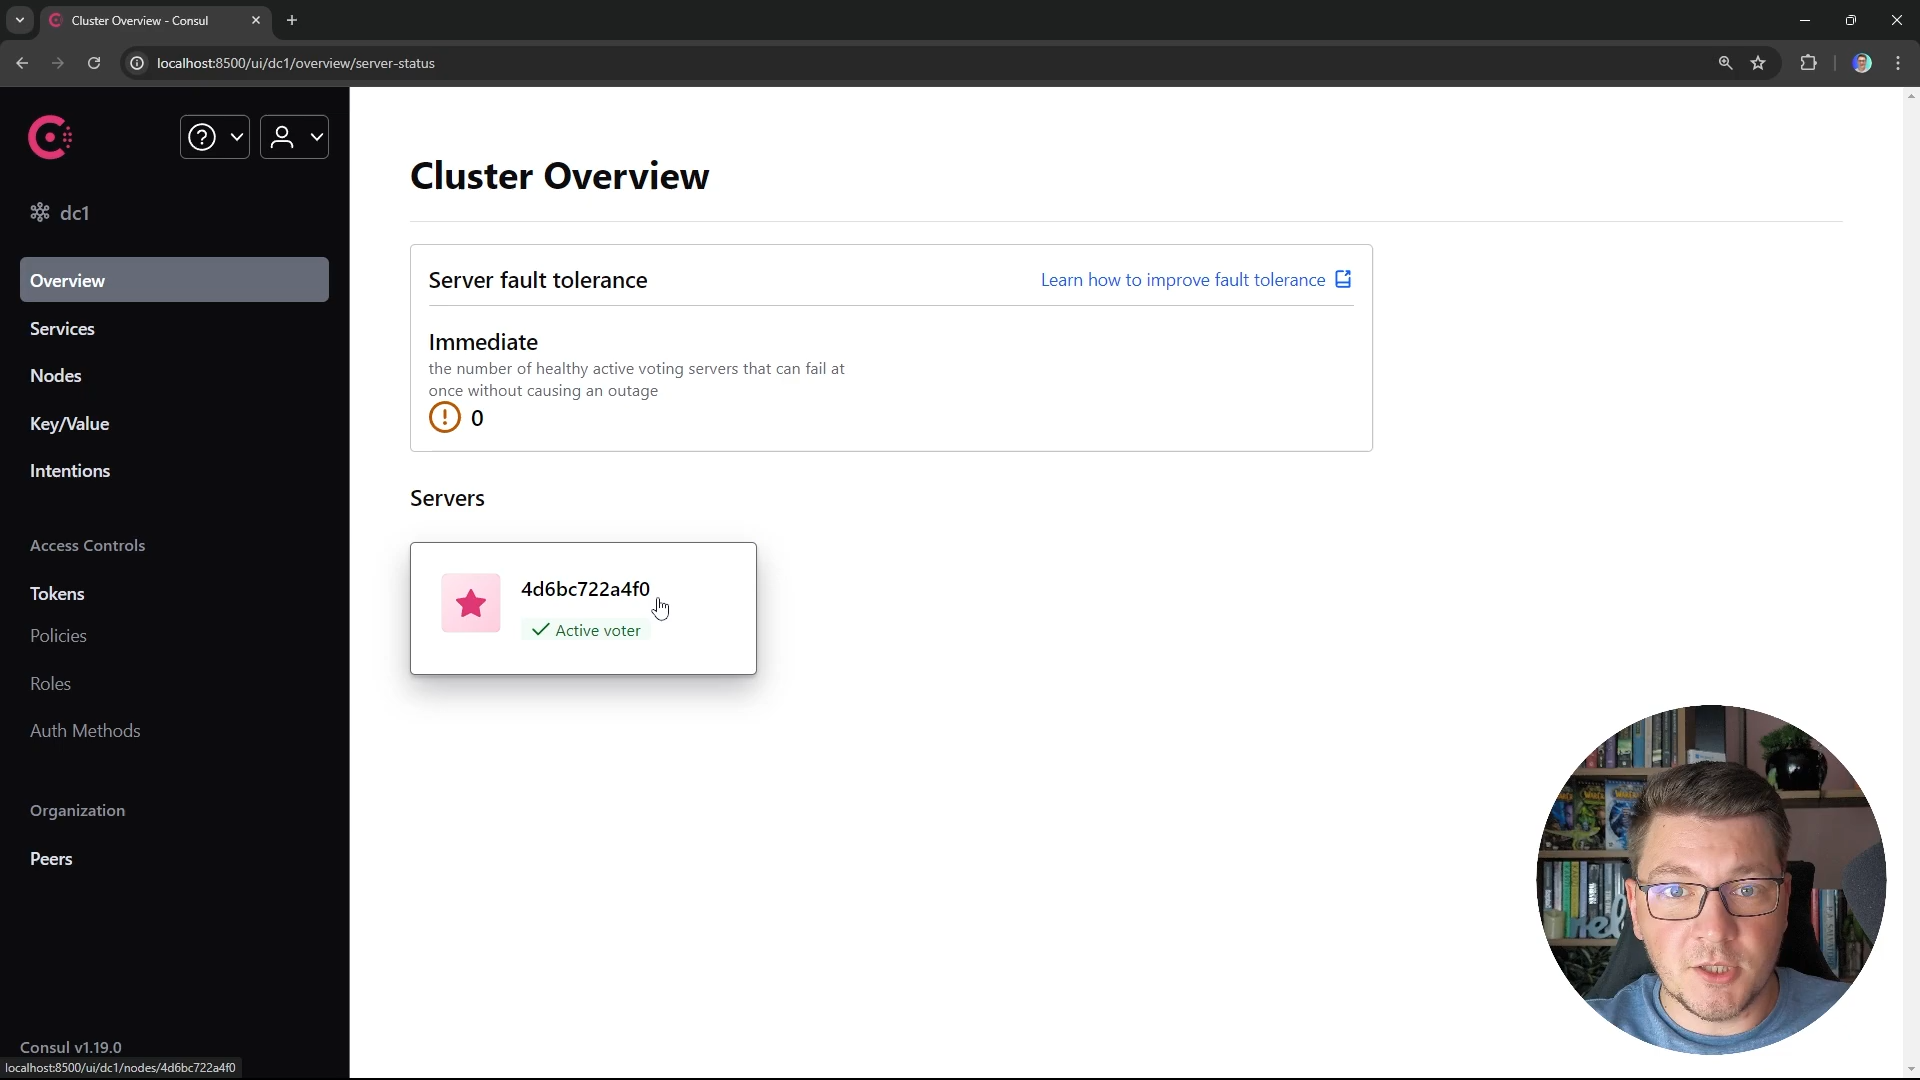 Cluster Overview - Consul
localhost:8500/ui/dc1/overview/server-status
dc1
Overview
Services
Nodes
Key/Value
Intentions
Access Controls
Tokens
Policies
Roles
Auth Methods
Organization
Peers
Consul v1.19.0
localhost:8500/ui/dc1/nodes/4d6bc722a4f0
Cluster Overview
Server fault tolerance
Learn how to improve fault tolerance
Immediate
the number of healthy active voting servers that can fail at
once without causing an outage
0
Servers
4d6bc722a4f0
Active voter